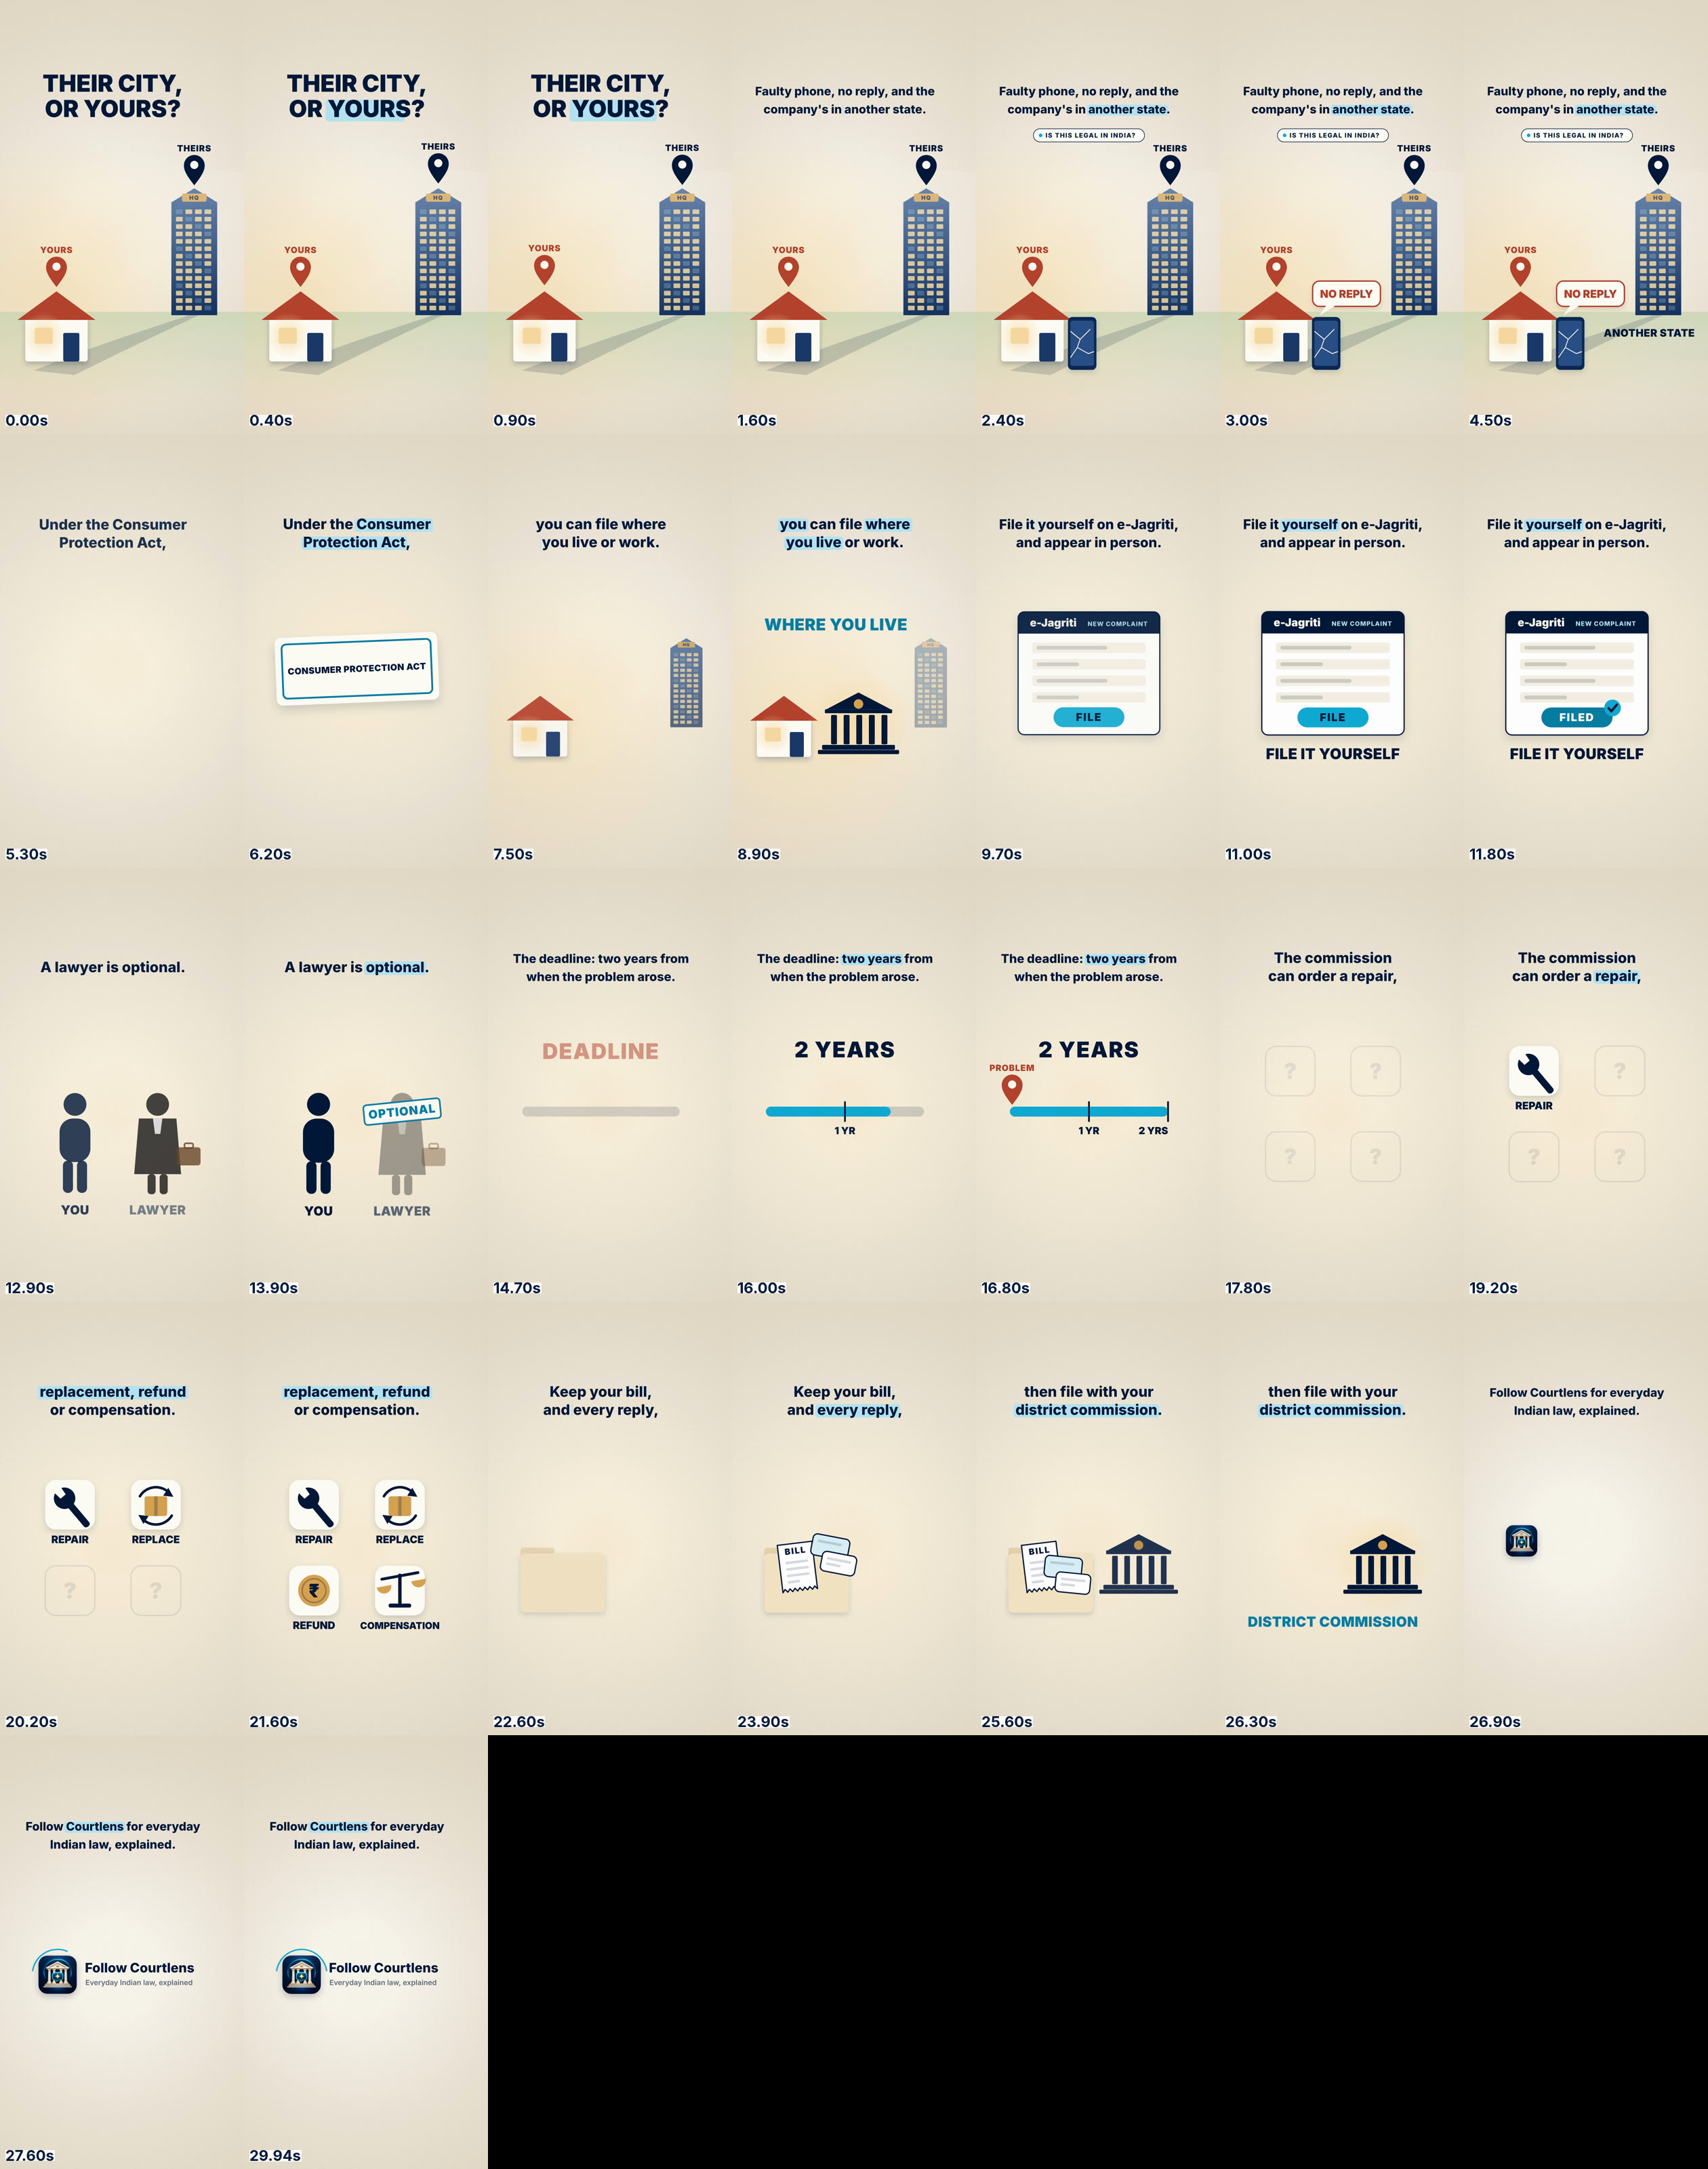 THEIR CITY,
OR YOURS?
THEIRS
HQ
YOURS
0.00s
THEIR CITY,
OR YOURS?
THEIRS
HQ
YOURS
0.40s
THEIR CITY,
OR YOURS?
THEIRS
HQ
YOURS
0.90s
Faulty phone, no reply, and the
company's in another state.
THEIRS
HQ
YOURS
1.60s
Faulty phone, no reply, and the
company's in another state.
IS THIS LEGAL IN INDIA?
THEIRS
HQ
YOURS
2.40s
Faulty phone, no reply, and the
company's in another state.
IS THIS LEGAL IN INDIA?
THEIRS
HQ
YOURS
NO REPLY
3.00s
Faulty phone, no reply, and the
company's in another state.
IS THIS LEGAL IN INDIA?
THEIRS
HQ
YOURS
NO REPLY
ANOTHER STATE
4.50s
Under the Consumer
Protection Act,
5.30s
Under the Consumer
Protection Act,
CONSUMER PROTECTION ACT
6.20s
you can file where
you live or work.
HQ
7.50s
you can file where
you live or work.
WHERE YOU LIVE
HQ
8.90s
File it yourself on e-Jagriti,
and appear in person.
e-Jagriti NEW COMPLAINT
FILE
9.70s
File it yourself on e-Jagriti,
and appear in person.
e-Jagriti NEW COMPLAINT
FILE
FILE IT YOURSELF
11.00s
File it yourself on e-Jagriti,
and appear in person.
e-Jagriti NEW COMPLAINT
FILED
FILE IT YOURSELF
11.80s
A lawyer is optional.
YOU LAWYER
12.90s
A lawyer is optional.
OPTIONAL
YOU LAWYER
13.90s
The deadline: two years from
when the problem arose.
DEADLINE
14.70s
The deadline: two years from
when the problem arose.
2 YEARS
1 YR
16.00s
The deadline: two years from
when the problem arose.
2 YEARS
PROBLEM
1 YR 2 YRS
16.80s
The commission
can order a repair,
? ?
? ?
17.80s
The commission
can order a repair,
?
REPAIR
? ?
19.20s
replacement, refund
or compensation.
REPAIR REPLACE
? ?
20.20s
replacement, refund
or compensation.
REPAIR REPLACE
₹
REFUND COMPENSATION
21.60s
Keep your bill,
and every reply,
22.60s
Keep your bill,
and every reply,
BILL
23.90s
then file with your
district commission.
BILL
25.60s
then file with your
district commission.
DISTRICT COMMISSION
26.30s
Follow Courtlens for everyday
Indian law, explained.
26.90s
Follow Courtlens for everyday
Indian law, explained.
Follow Courtlens
Everyday Indian law, explained
27.60s
Follow Courtlens for everyday
Indian law, explained.
Follow Courtlens
Everyday Indian law, explained
29.94s